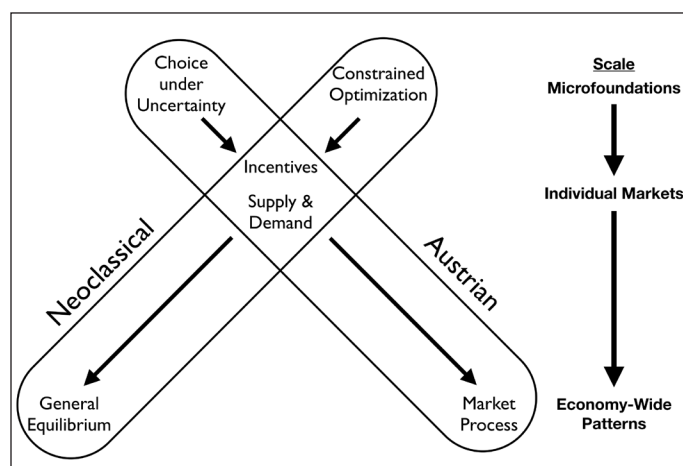 Choice
under
Uncertainty
Constrained
Optimization
Scale
Microfoundations
Incentives
Supply &
Demand
Individual Markets
Neoclassical
Austrian
General
Equilibrium
Market
Process
Economy-Wide
Patterns